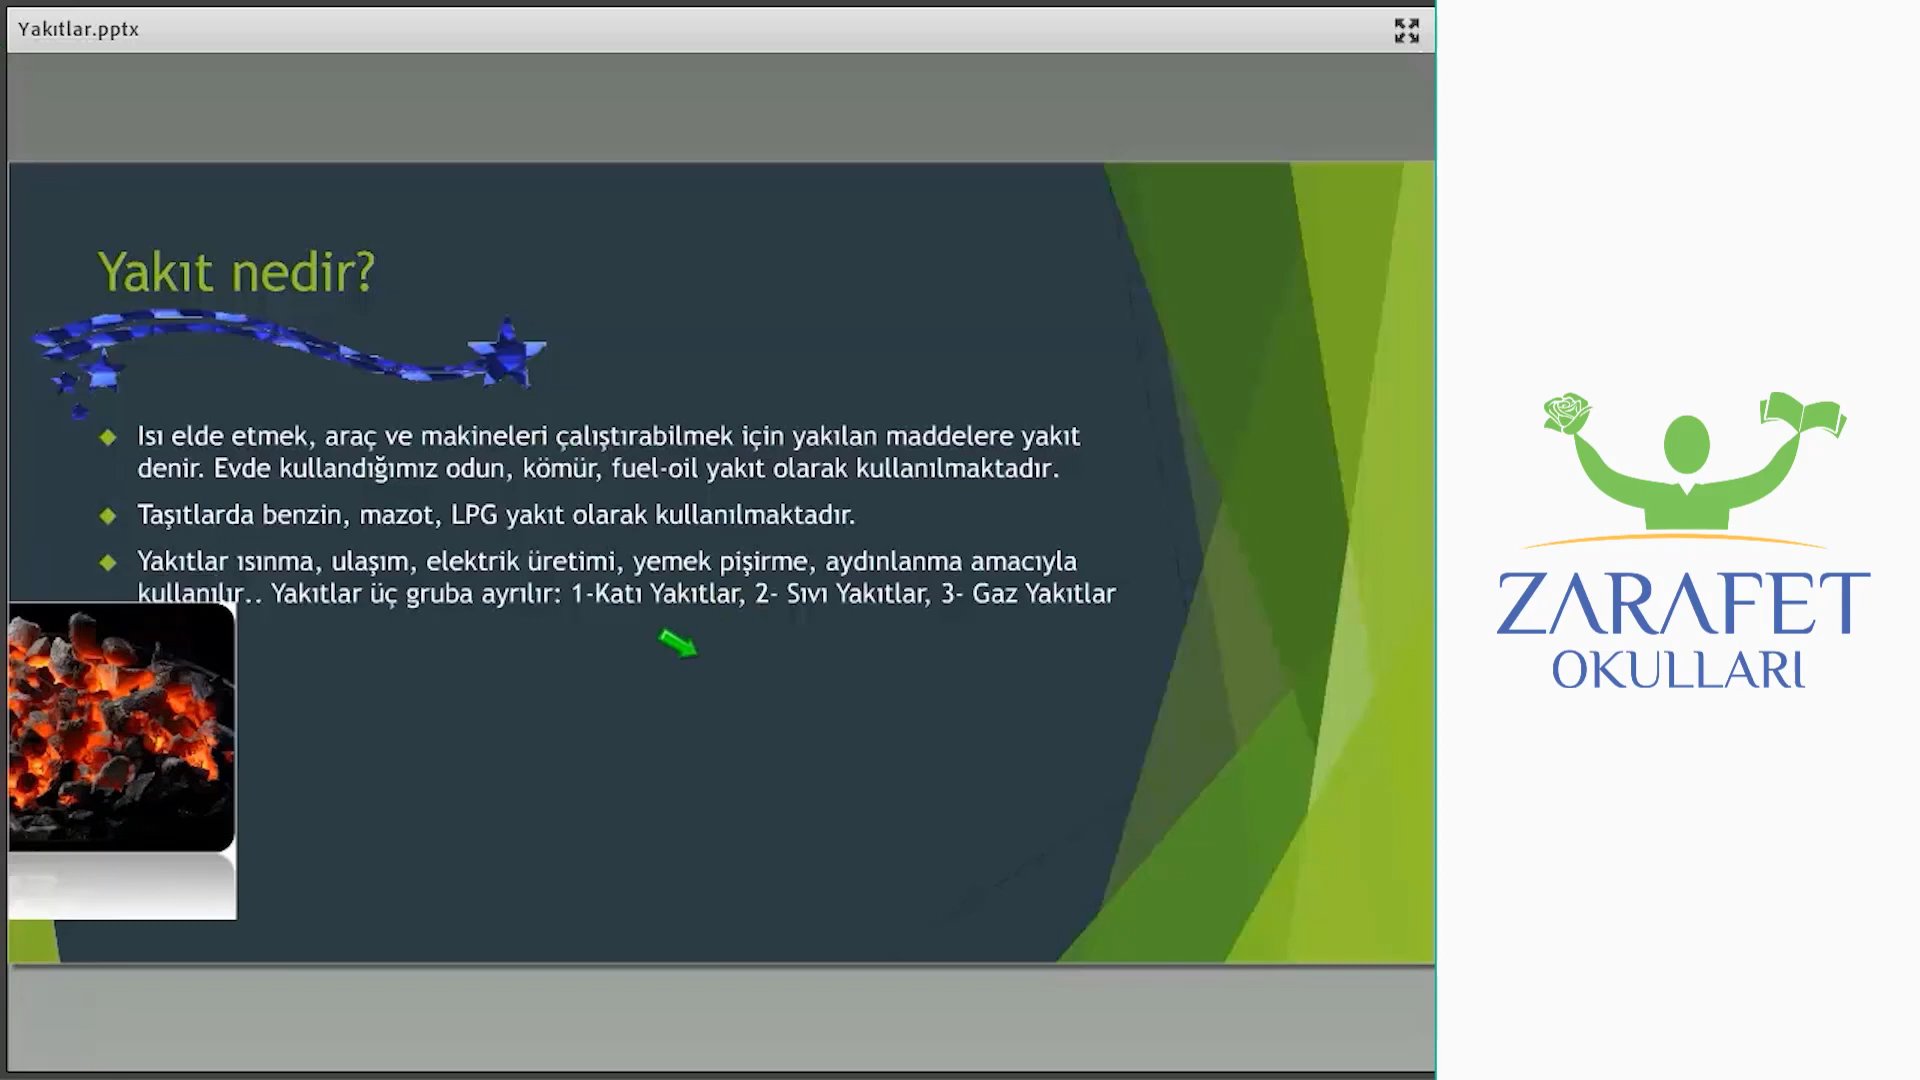 Yakıtlar.pptx
Yakıt nedir?
Isı elde etmek, araç ve makineleri çalıştırabilmek için yakılan maddelere yakıt
denir. Evde kullandığımız odun, kömür, fuel-oil yakıt olarak kullanılmaktadır.
Taşıtlarda benzin, mazot, LPG yakıt olarak kullanılmaktadır.
Yakıtlar ısınma, ulaşım, elektrik üretimi, yemek pişirme, aydınlanma amacıyla
kullanılır.. Yakıtlar üç gruba ayrılır: 1-Katı Yakıtlar, 2- Sıvı Yakıtlar, 3- Gaz Yakıtlar
ZARAFET
OKULLARI